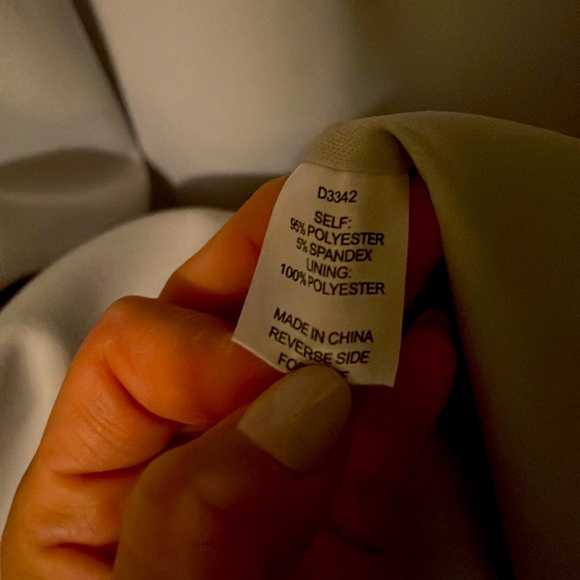 D3342
SELF:
95% POLYESTER
5% SPANDEX
LINING:
100% POLYESTER
MADE IN CHINA
REVERSE SIDE